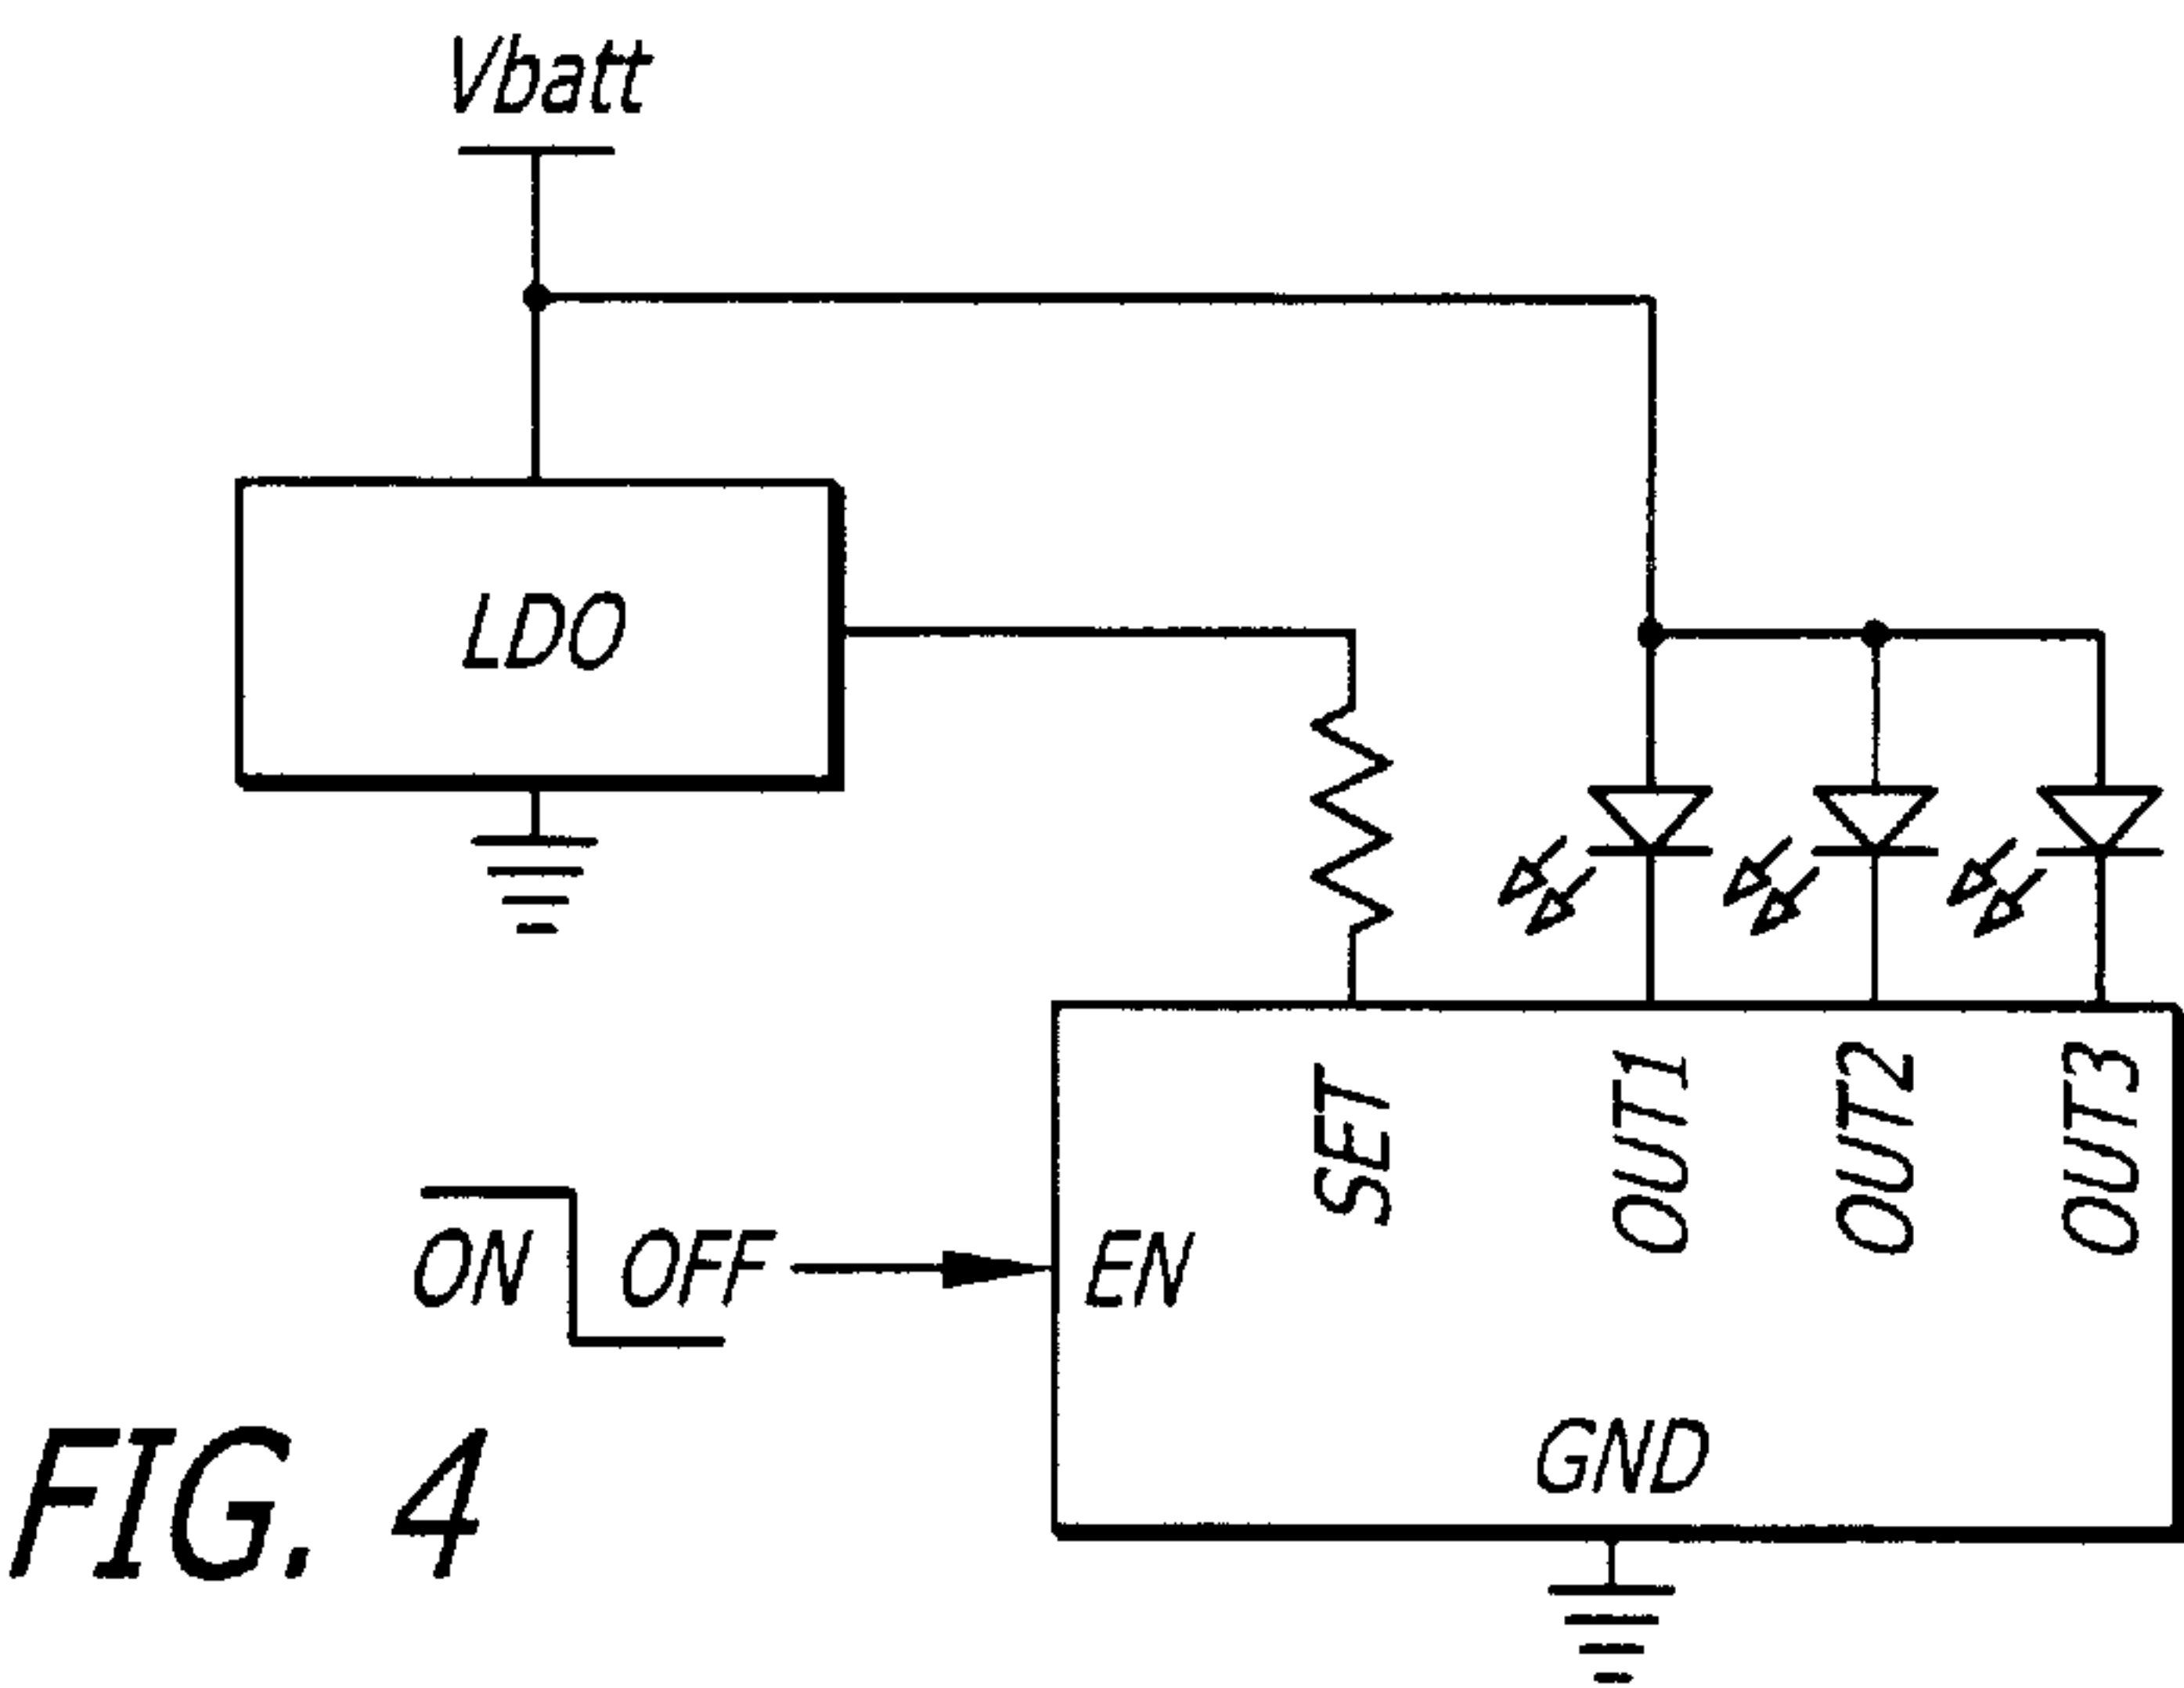 Vbatt
LDO
SET
OUT1
OUT2
OUT3
ON OFF
EN
GND
FIG. 4